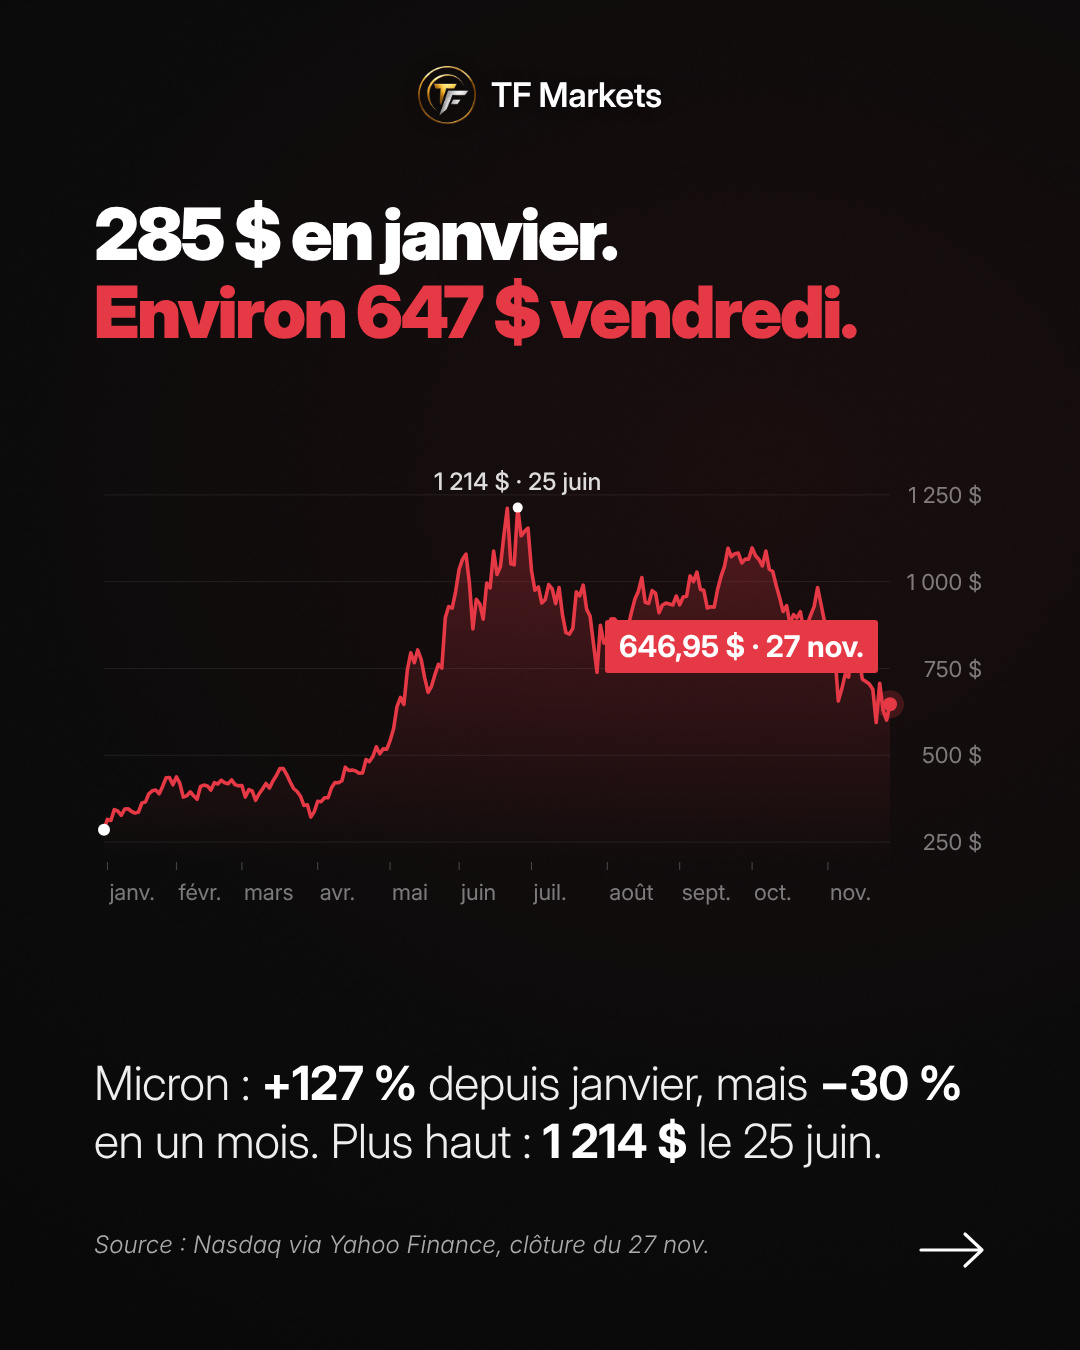 TF Markets
285 $ en janvier.
Environ 647 $ vendredi.
1 214 $ · 25 juin
1 250 $
1 000 $
646,95 $ · 27 nov.
750 $
500 $
250 $
janv. févr. mars avr. mai juin juil. août sept. oct. nov.
Micron : +127 % depuis janvier, mais −30 %
en un mois. Plus haut : 1 214 $ le 25 juin.
Source : Nasdaq via Yahoo Finance, clôture du 27 nov.